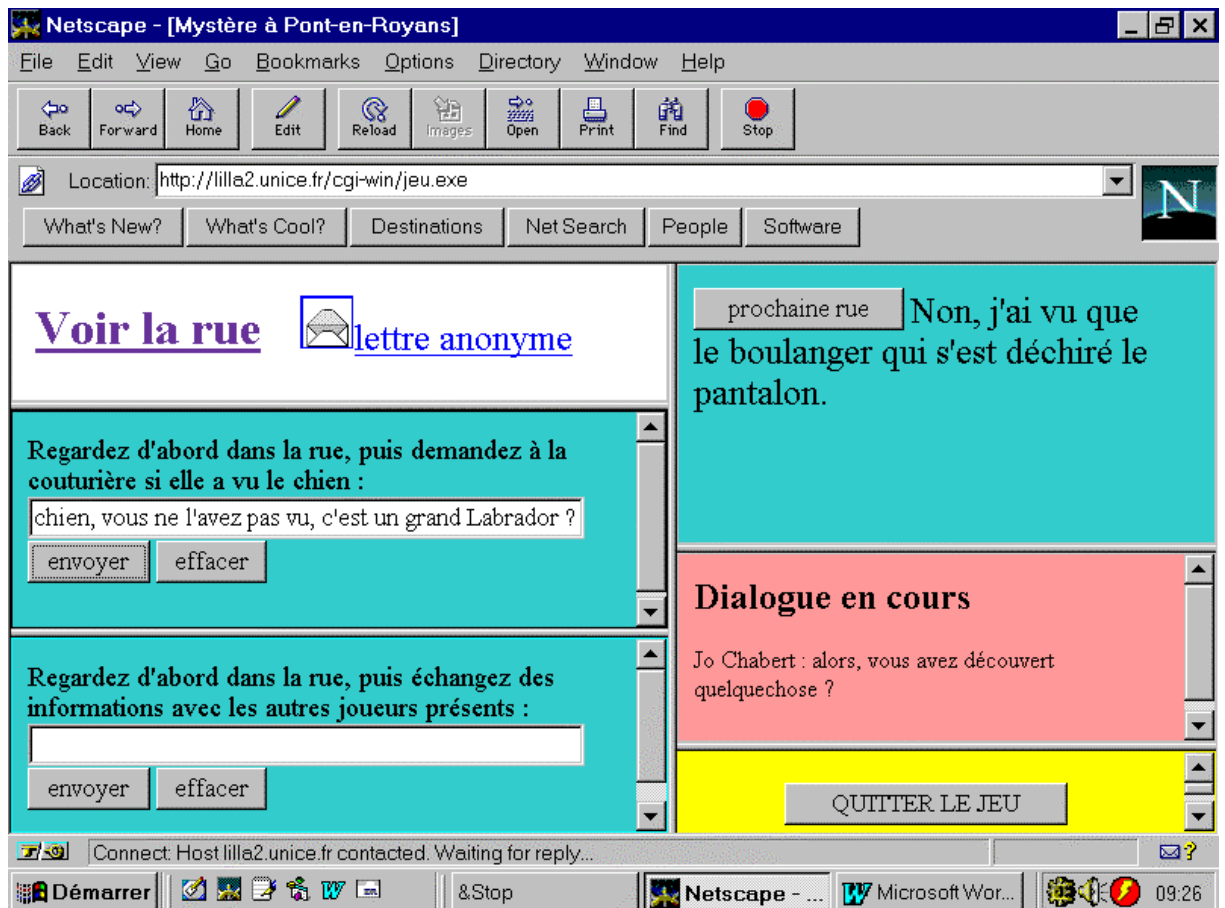 Netscape - [Mystère à Pont-en-Royans]
File Edit View Go Bookmarks Options Directory Window Help
Back Forward Home Edit Reload Images Open Print Find Stop
Location: http://lilla2.unice.fr/cgi-win/jeu.exe
N
What's New? What's Cool? Destinations Net Search People Software
Voir la rue lettre anonyme
Regardez d'abord dans la rue, puis demandez à la
couturière si elle a vu le chien :
chien, vous ne l'avez pas vu, c'est un grand Labrador ?
envoyer effacer
Regardez d'abord dans la rue, puis échangez des
informations avec les autres joueurs présents :
envoyer effacer
prochaine rue Non, j'ai vu que
le boulanger qui s'est déchiré le
pantalon.
Dialogue en cours
Jo Chabert : alors, vous avez découvert
quelquechose ?
QUITTER LE JEU
Connect: Host lilla2.unice.fr contacted. Waiting for reply...
Démarrer &Stop Netscape - ... Microsoft Wor... 09:26